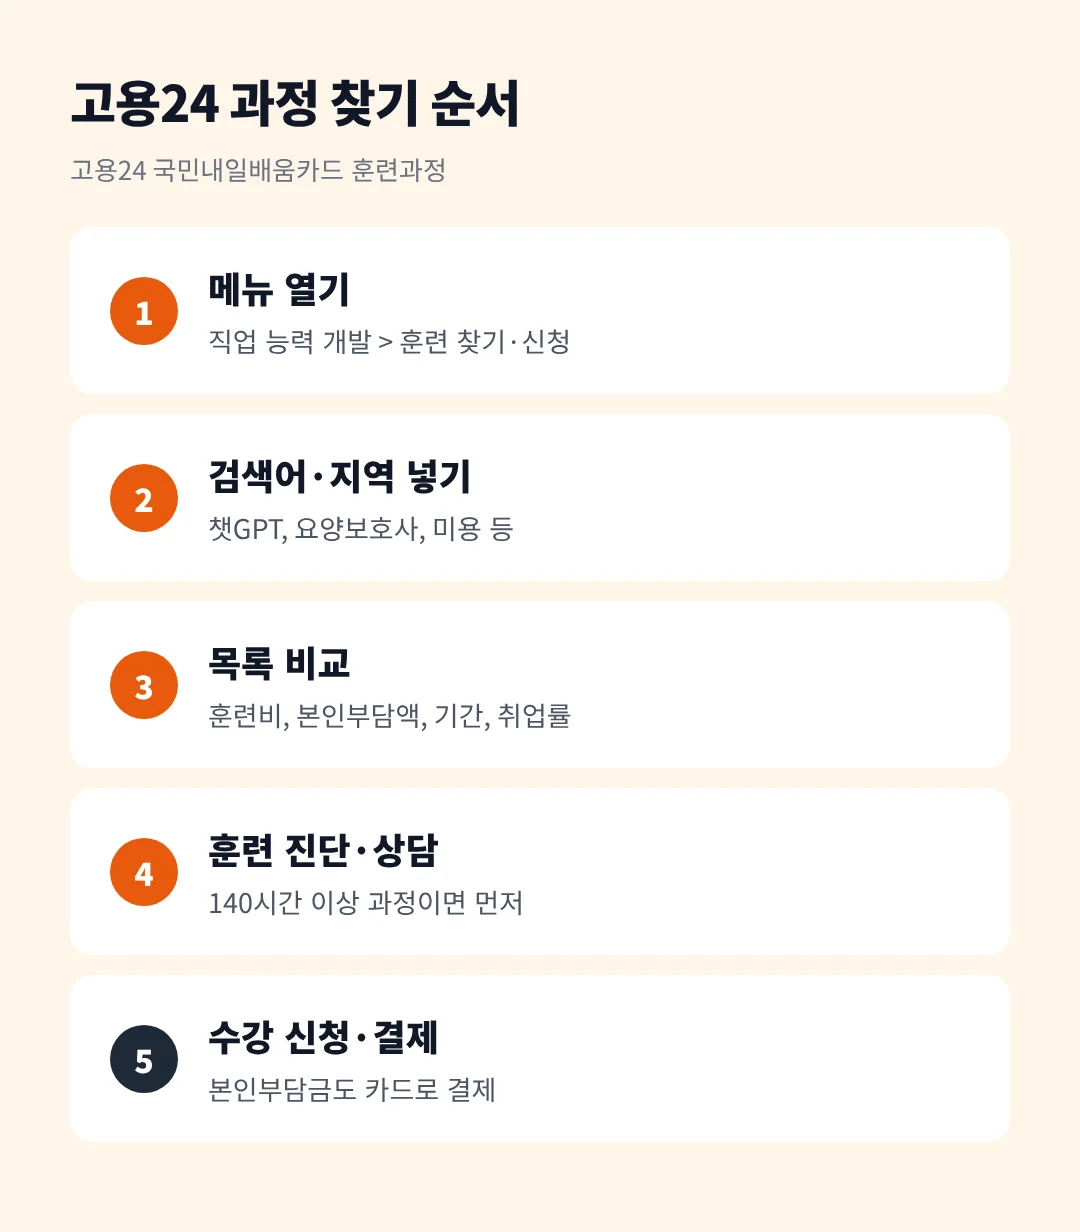 고용24 과정 찾기 순서
고용24 국민내일배움카드 훈련과정
1
메뉴 열기
직업 능력 개발 > 훈련 찾기·신청
2
검색어·지역 넣기
챗GPT, 요양보호사, 미용 등
3
목록 비교
훈련비, 본인부담액, 기간, 취업률
4
훈련 진단·상담
140시간 이상 과정이면 먼저
5
수강 신청·결제
본인부담금도 카드로 결제